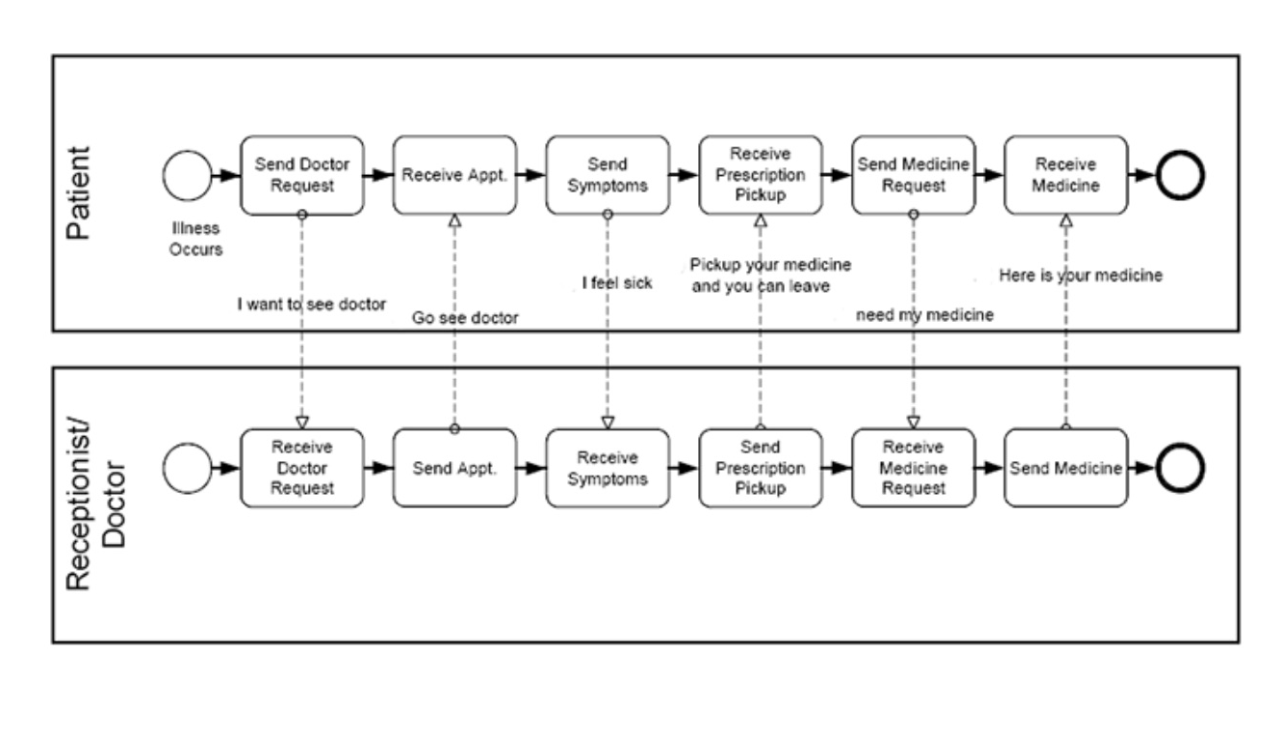 Patient
Send Doctor
Request
Receive Appt.
Send
Symptoms
Receive
Prescription
Pickup
Send Medicine
Request
Receive
Medicine
Illness
Occurs
I want to see doctor
Go see doctor
I feel sick
Pickup your medicine
and you can leave
need my medicine
Here is your medicine
Receptionist/
Doctor
Receive
Doctor
Request
Send Appt.
Receive
Symptoms
Send
Prescription
Pickup
Receive
Medicine
Request
Send Medicine